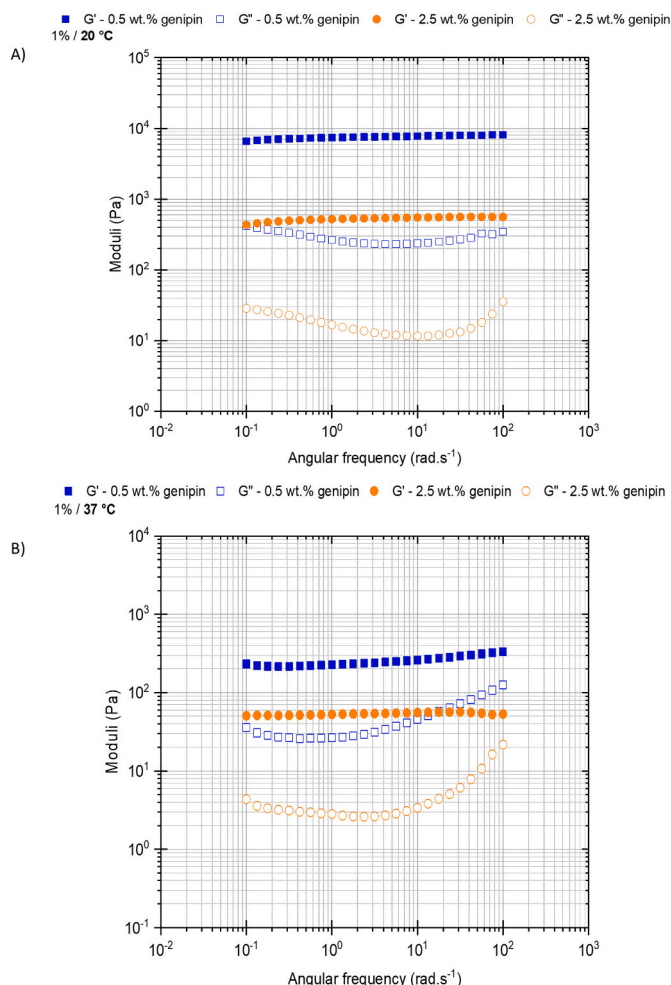 G' - 0.5 wt.% genipin G" - 0.5 wt.% genipin G' - 2.5 wt.% genipin G" - 2.5 wt.% genipin
1% / 20 °C
A)
10^5
10^4
10^3
10^2
10^1
10^0
Moduli (Pa)
10^-2 10^-1 10^0 10^1 10^2 10^3
Angular frequency (rad.s^-1)
G' - 0.5 wt.% genipin G" - 0.5 wt.% genipin G' - 2.5 wt.% genipin G" - 2.5 wt.% genipin
1% / 37 °C
B)
10^4
10^3
10^2
10^1
10^0
10^-1
Moduli (Pa)
10^-2 10^-1 10^0 10^1 10^2 10^3
Angular frequency (rad.s^-1)